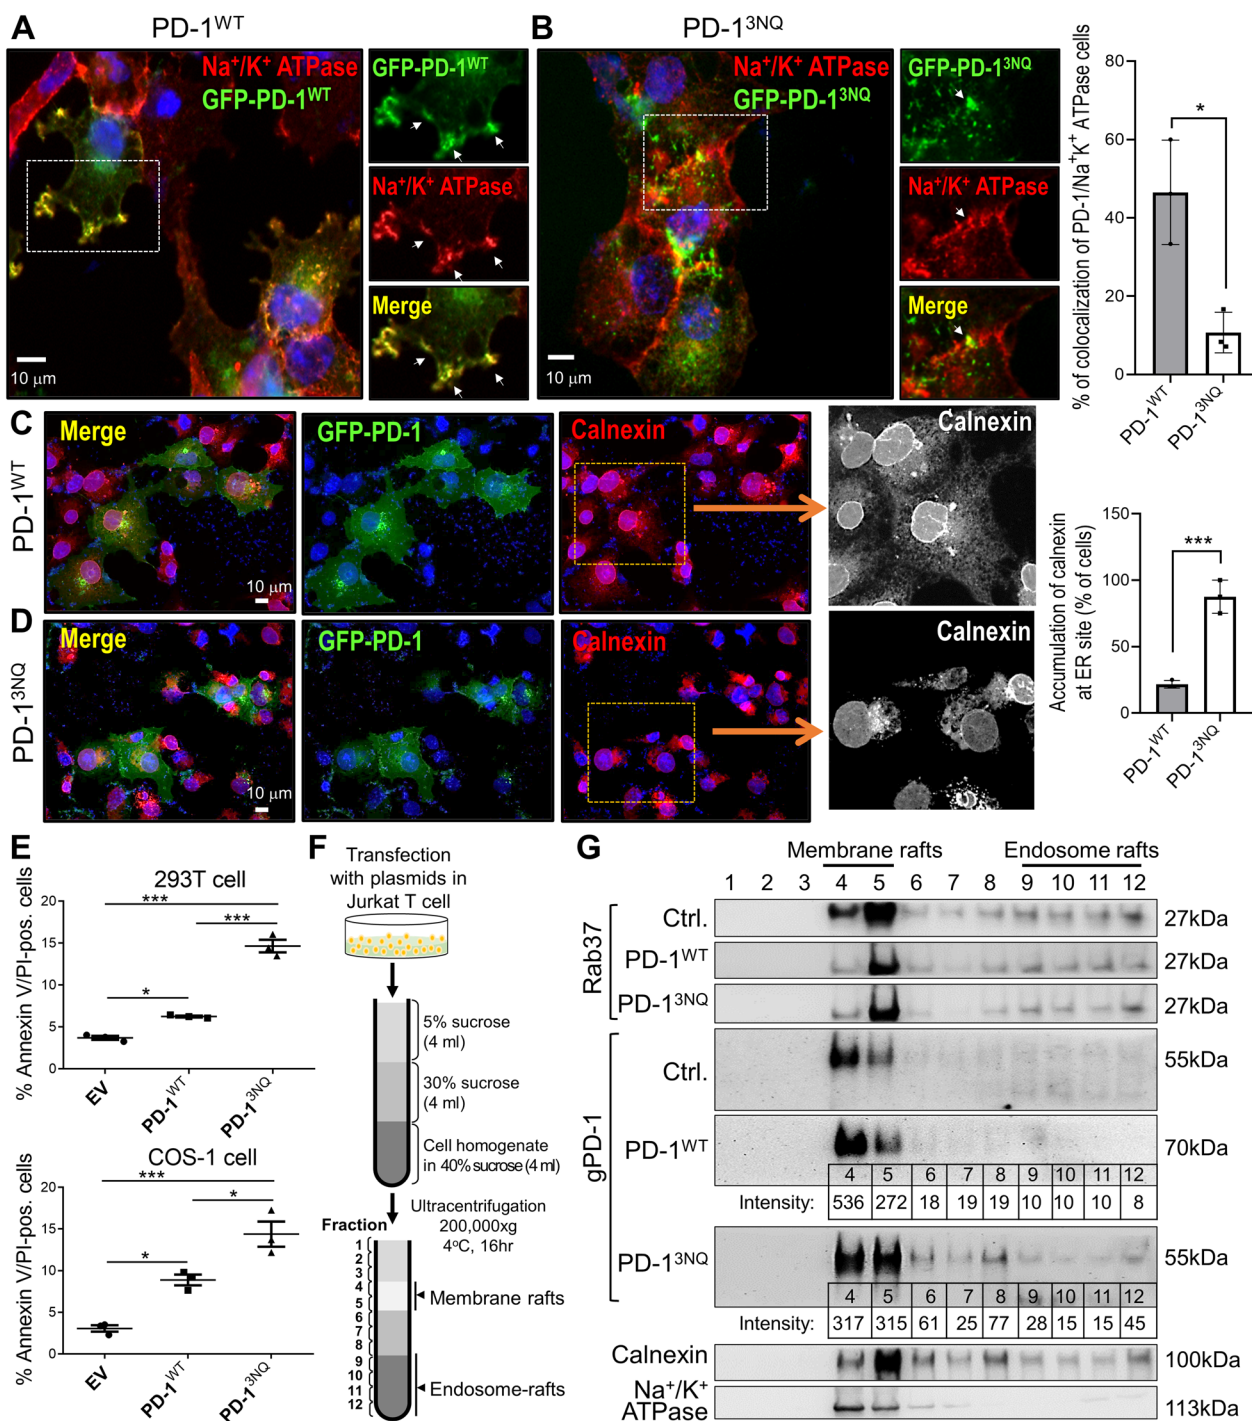 A
PD-1WT
Na+/K+ ATPase
GFP-PD-1WT
10 μm
GFP-PD-1WT
Na+/K+ ATPase
Merge
B
PD-13NQ
Na+/K+ ATPase
GFP-PD-13NQ
10 μm
GFP-PD-13NQ
Na+/K+ ATPase
Merge
% of colocalization of PD-1/Na+K+ ATPase cells
80
60
40
20
0
*
PD-1WT
PD-13NQ
C
PD-1WT
Merge
10 μm
GFP-PD-1
Calnexin
Calnexin
D
PD-13NQ
Merge
10 μm
GFP-PD-1
Calnexin
Calnexin
Accumulation of calnexin
at ER site (% of cells)
150
100
50
0
***
PD-1WT
PD-13NQ
E
293T cell
% Annexin V/PI-pos. cells
20
15
10
5
0
***
***
*
EV
PD-1WT
PD-13NQ
COS-1 cell
% Annexin V/PI-pos. cells
20
15
10
5
0
***
*
*
EV
PD-1WT
PD-13NQ
F
Transfection
with plasmids in
Jurkat T cell
5% sucrose
(4 ml)
30% sucrose
(4 ml)
Cell homogenate
in 40% sucrose (4 ml)
Ultracentrifugation
200,000xg
4oC, 16hr
Fraction
1
2
3
4
5
6
7
8
9
10
11
12
Membrane rafts
Endosome-rafts
G
Membrane rafts
Endosome rafts
1 2 3 4 5 6 7 8 9 10 11 12
Rab37
Ctrl.
27kDa
PD-1WT
27kDa
PD-13NQ
27kDa
gPD-1
Ctrl.
55kDa
PD-1WT
70kDa
4 5 6 7 8 9 10 11 12
Intensity: 536 272 18 19 19 10 10 10 8
PD-13NQ
55kDa
4 5 6 7 8 9 10 11 12
Intensity: 317 315 61 25 77 28 15 15 45
Calnexin
100kDa
Na+/K+
ATPase
113kDa